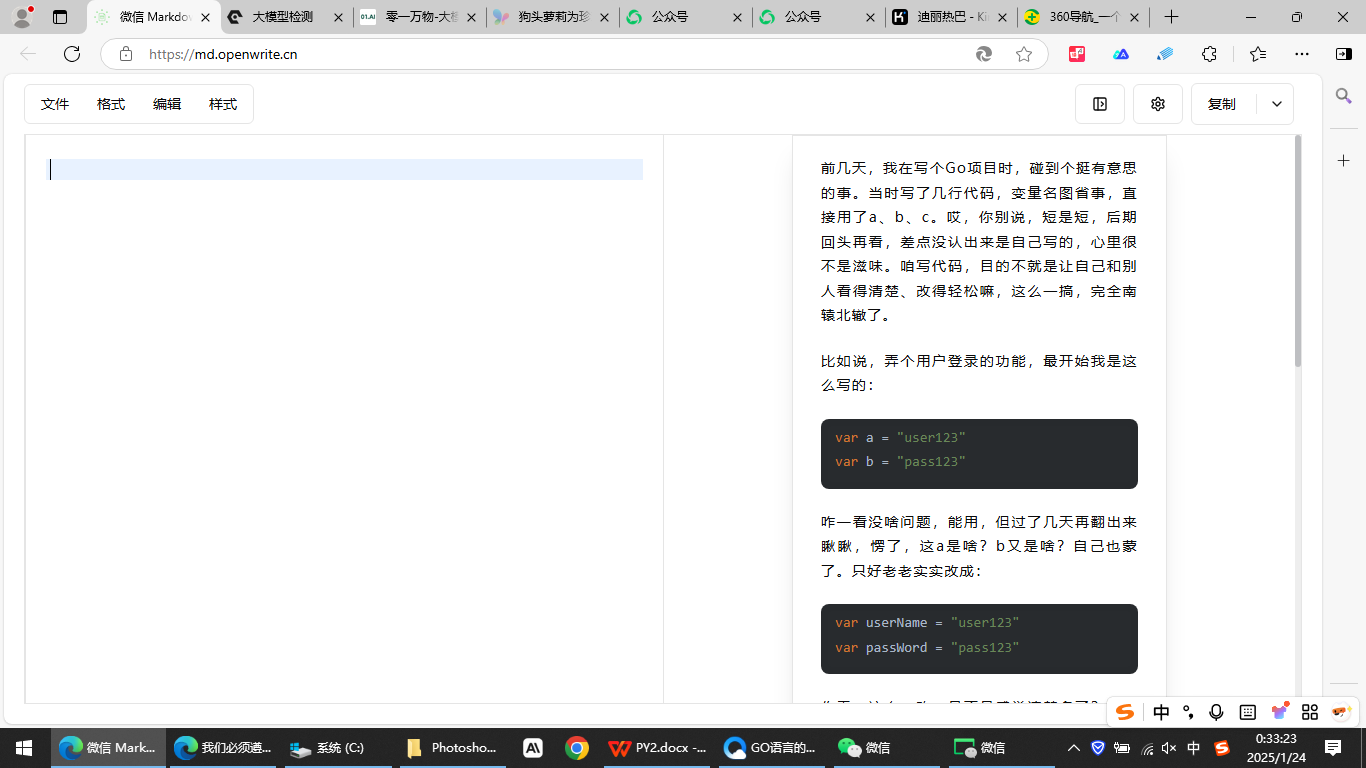 微信 Markdow
大模型检测
零一万物-大模
狗头萝莉为珍
公众号
公众号
迪丽热巴 - Ki
360导航_一个
https://md.openwrite.cn
文件 格式 编辑 样式
复制
前几天，我在写个Go项目时，碰到个挺有意思
的事。当时写了几行代码，变量名图省事，直
接用了a、b、c。哎，你别说，短是短，后期
回头再看，差点没认出来是自己写的，心里很
不是滋味。咱写代码，目的不就是让自己和别
人看得清楚、改得轻松嘛，这么一搞，完全南
辕北辙了。
比如说，弄个用户登录的功能，最开始我是这
么写的：
var a = "user123"
var b = "pass123"
咋一看没啥问题，能用，但过了几天再翻出来
瞅瞅，愣了，这a是啥？b又是啥？自己也蒙
了。只好老老实实改成：
var userName = "user123"
var passWord = "pass123"
中
微信 Mark...
我们必须遵...
系统 (C:)
Photosho...
PY2.docx -...
GO语言的...
微信
微信
中
0:33:23
2025/1/24